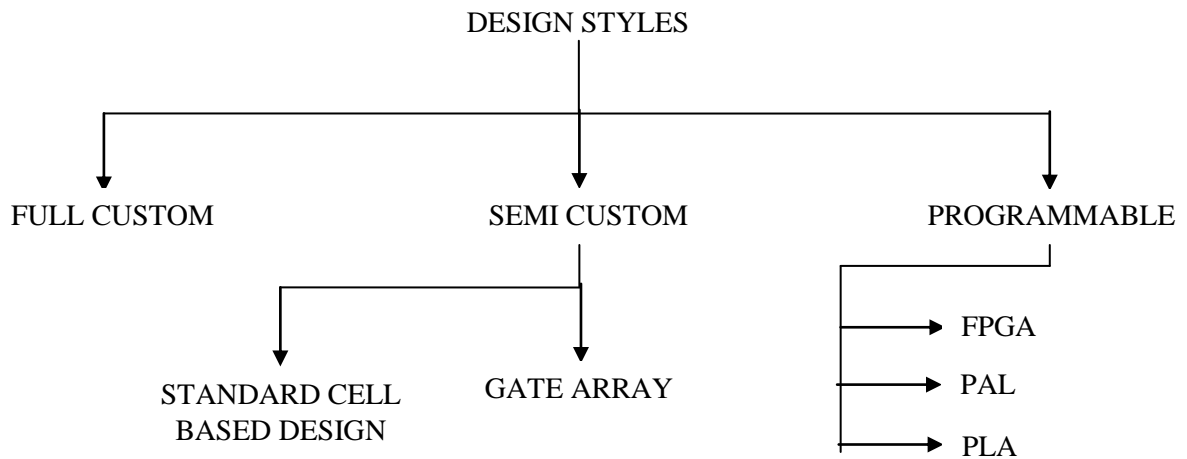 DESIGN STYLES
FULL CUSTOM
SEMI CUSTOM
PROGRAMMABLE
STANDARD CELL
BASED DESIGN
GATE ARRAY
FPGA
PAL
PLA